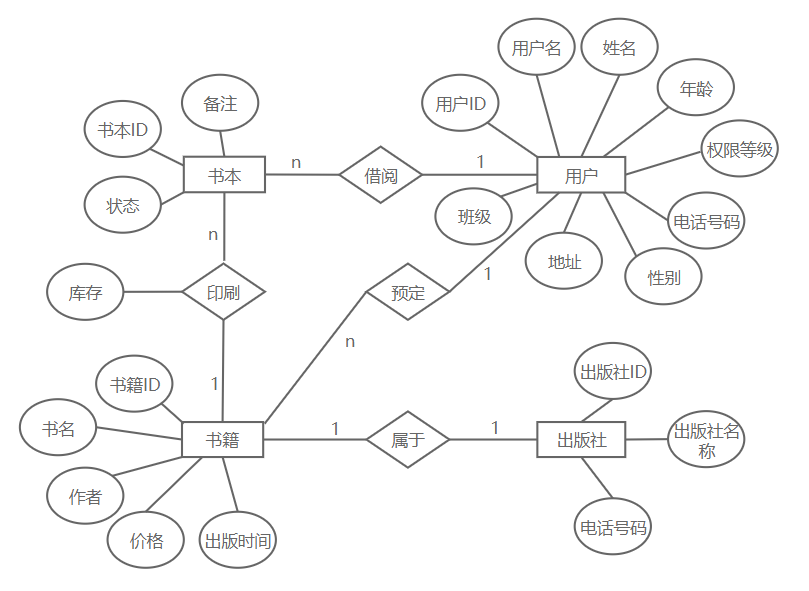 用户名
姓名
年龄
备注
用户ID
书本ID
权限等级
n
1
书本
借阅
用户
状态
班级
电话号码
n
地址
1
性别
库存
印刷
预定
n
出版社ID
书籍ID
1
书名
1
1
出版社名
称
书籍
属于
出版社
作者
电话号码
价格
出版时间